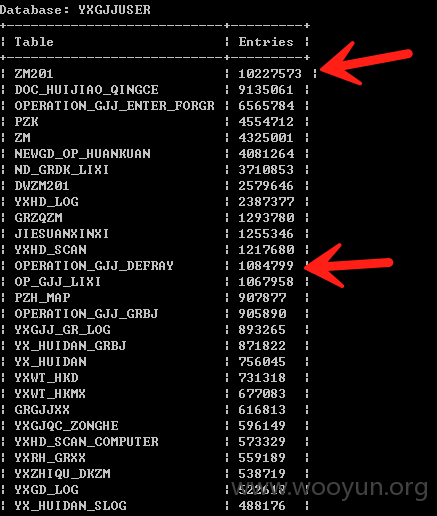 Database: YXGJJUSER
+----------------------------+----------+
| Table | Entries |
+----------------------------+----------+
| ZM201 | 10227573 |
| DOC_HUIJIAO_QINGCE | 9135061 |
| OPERATION_GJJ_ENTER_FORGR | 6565784 |
| PZK | 4554712 |
| ZM | 4325001 |
| NEWGD_OP_HUANKUAN | 4081264 |
| ND_GRDK_LIXI | 3710853 |
| DWZM201 | 2579646 |
| YXHD_LOG | 2387377 |
| GRZQZM | 1293780 |
| JIESUANXINXI | 1255346 |
| YXHD_SCAN | 1217680 |
| OPERATION_GJJ_DEFRAY | 1084799 |
| OP_GJJ_LIXI | 1067958 |
| PZH_MAP | 907877 |
| OPERATION_GJJ_GRBJ | 905890 |
| YXGJJ_GR_LOG | 893265 |
| YX_HUIDAN_GRBJ | 871822 |
| YX_HUIDAN | 756045 |
| YXWT_HKD | 731318 |
| YXWT_HKMX | 677083 |
| GRGJJXX | 616813 |
| YXGJQC_ZONGHE | 596149 |
| YXHD_SCAN_COMPUTER | 573329 |
| YXRH_GRXX | 559189 |
| YXZHIQU_DKZM | 538719 |
| YXGD_LOG | 522618 |
| YX_HUIDAN_SLOG | 488176 |
www.wooyun.org